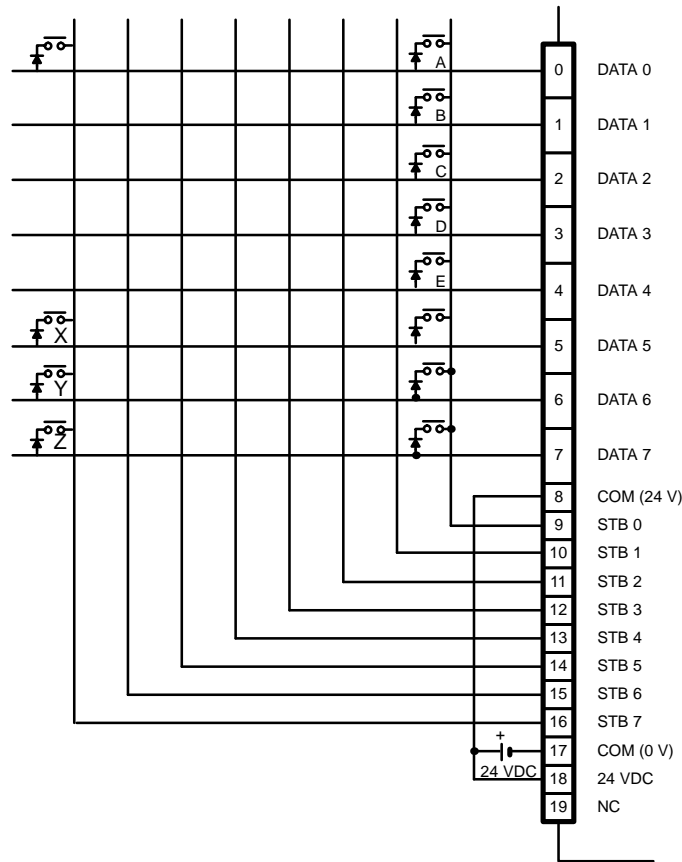 A
0 DATA 0
B
1 DATA 1
C
2 DATA 2
D
3 DATA 3
E
4 DATA 4
X
5 DATA 5
Y
6 DATA 6
Z
7 DATA 7
8 COM (24 V)
9 STB 0
10 STB 1
11 STB 2
12 STB 3
13 STB 4
14 STB 5
15 STB 6
16 STB 7
+
17 COM (0 V)
24 VDC
18 24 VDC
19 NC